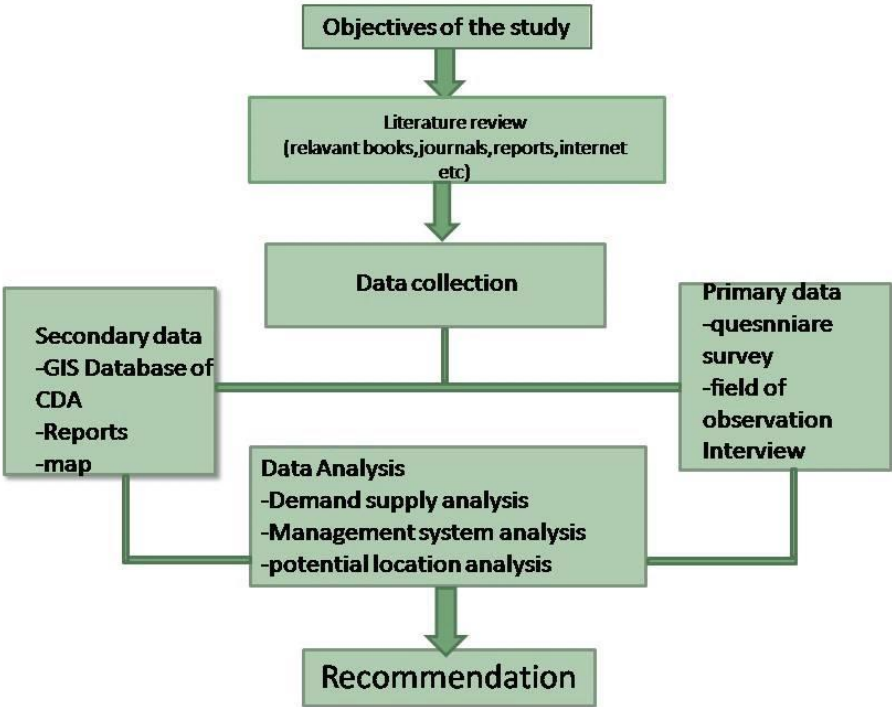 Objectives of the study
Literature review
(relavant books,journals,reports,internet
etc)
Data collection
Secondary data
-GIS Database of
CDA
-Reports
-map
Primary data
-quesnniare
survey
-field of
observation
Interview
Data Analysis
-Demand supply analysis
-Management system analysis
-potential location analysis
Recommendation